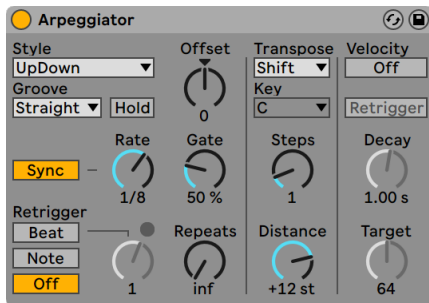 Arpeggiator
Style
Offset
Transpose
Velocity
UpDown
Shift
Off
Groove
Key
Straight
Hold
0
C
Retrigger
Rate
Gate
Steps
Decay
Sync
1/8
50 %
1
1.00 s
Retrigger
Beat
Repeats
Distance
Target
Note
Off
1
inf
+12 st
64